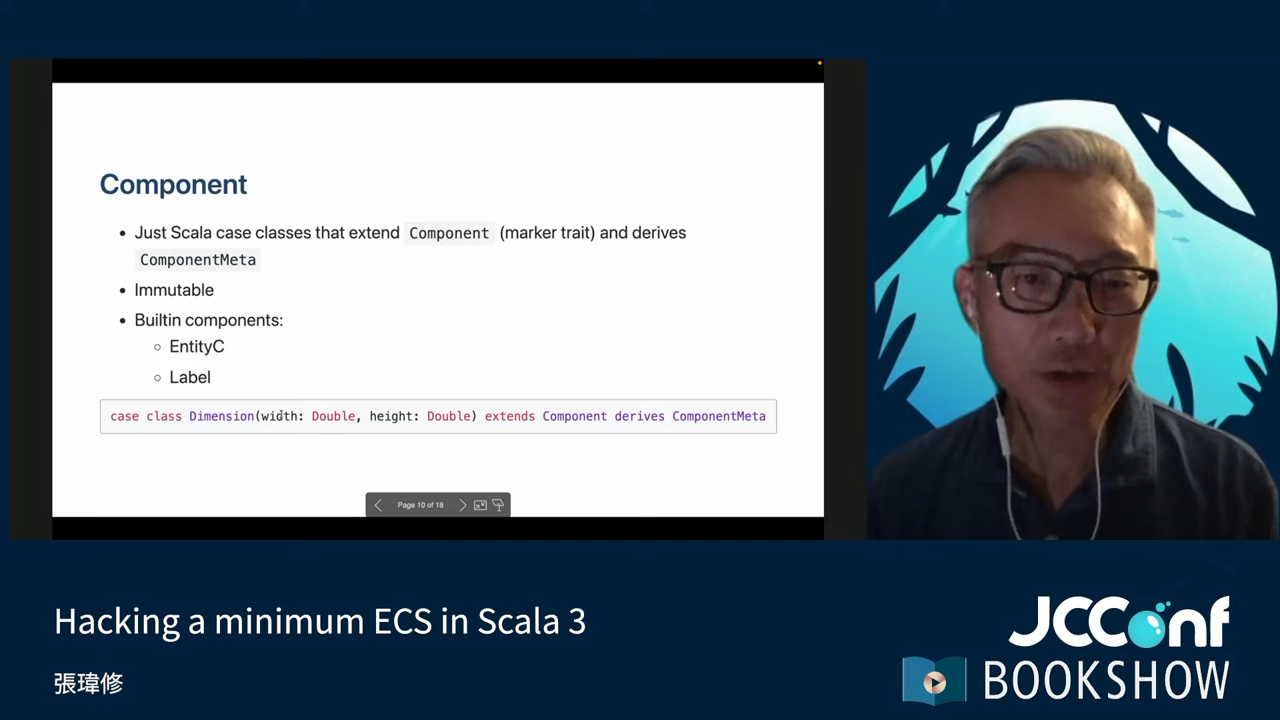 Component
Just Scala case classes that extend Component (marker trait) and derives
ComponentMeta
Immutable
Builtin components:
EntityC
Label
case class Dimension(width: Double, height: Double) extends Component derives ComponentMeta
Page 10 of 18
Hacking a minimum ECS in Scala 3
張瑋修
JCConf
BOOKSHOW